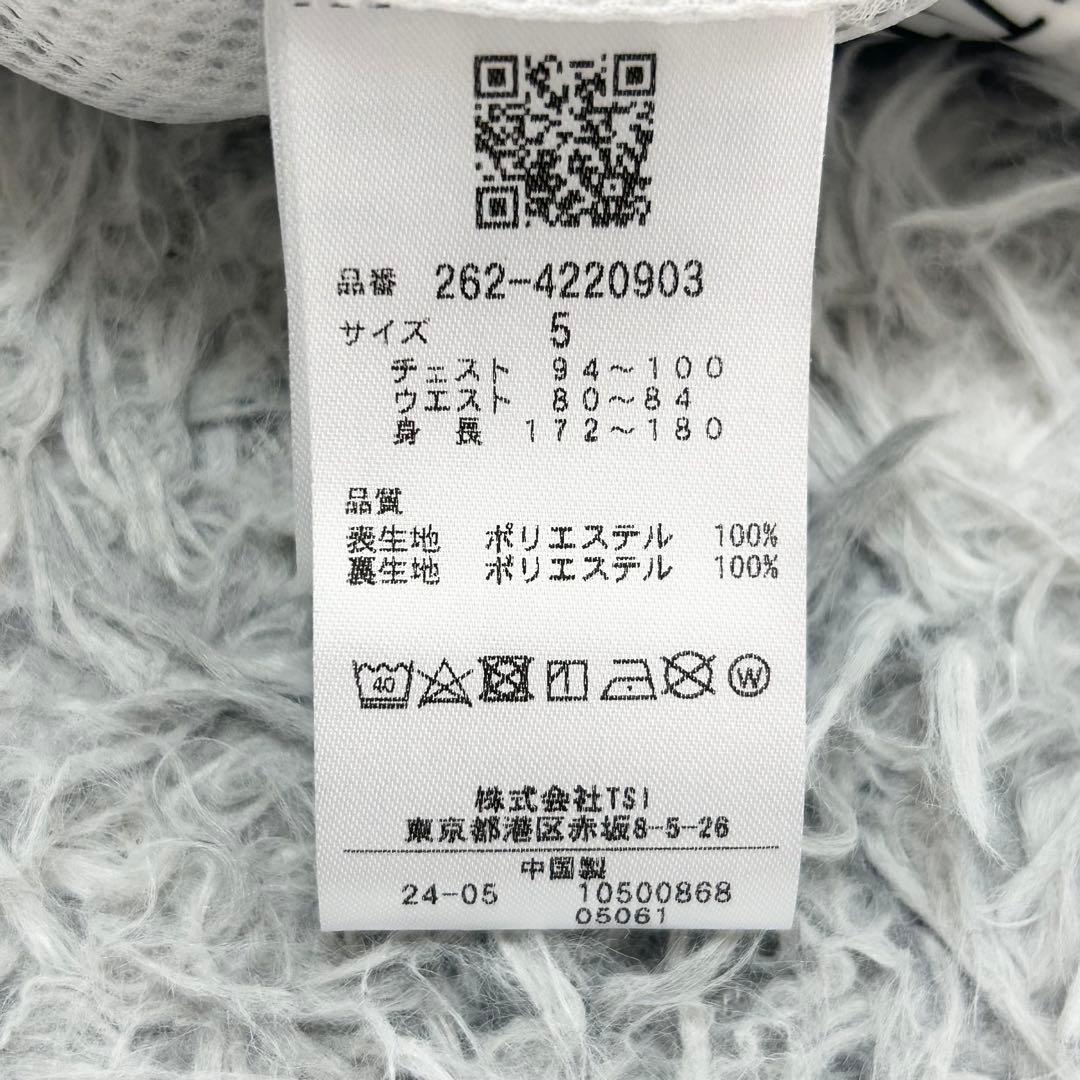 品番 262-4220903
サイズ 5
チェスト 94~100
ウエスト 80~84
身長 172~180
品質
表生地 ポリエステル 100%
裏生地 ポリエステル 100%
40 W
株式会社TSI
東京都港区赤坂8-5-26
中国製
24-05 10500868
05061